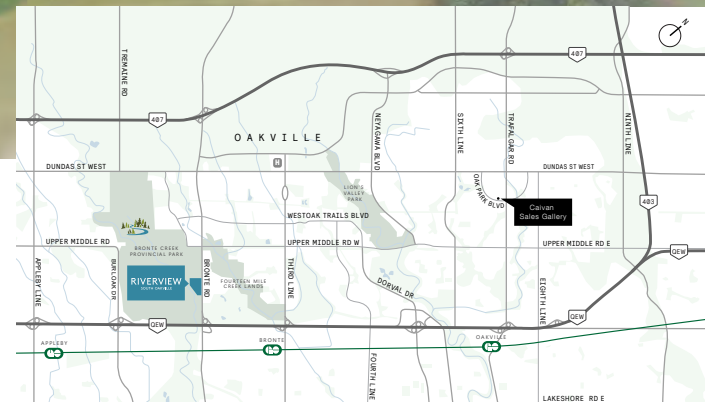 N
407
TREMAINE RD
407
OAKVILLE
NEYAGAWA BLVD
SIXTH LINE
TRAFALGAR RD
NINTH LINE
H
DUNDAS ST WEST
DUNDAS ST WEST
LION'S
VALLEY
PARK
OAK PARK BLVD
Caivan
Sales Gallery
403
WESTOAK TRAILS BLVD
UPPER MIDDLE RD
UPPER MIDDLE RD W
UPPER MIDDLE RD E
QEW
BRONTE CREEK
PROVINCIAL PARK
APPLEBY LINE
BURLOAK DR
RIVERVIEW
SOUTH OAKVILLE
BRONTE RD
FOURTEEN MILE
CREEK LANDS
THIRD LINE
DORVAL DR
EIGHTH LINE
QEW
QEW
APPLEBY
BRONTE
OAKVILLE
FOURTH LINE
LAKESHORE RD E